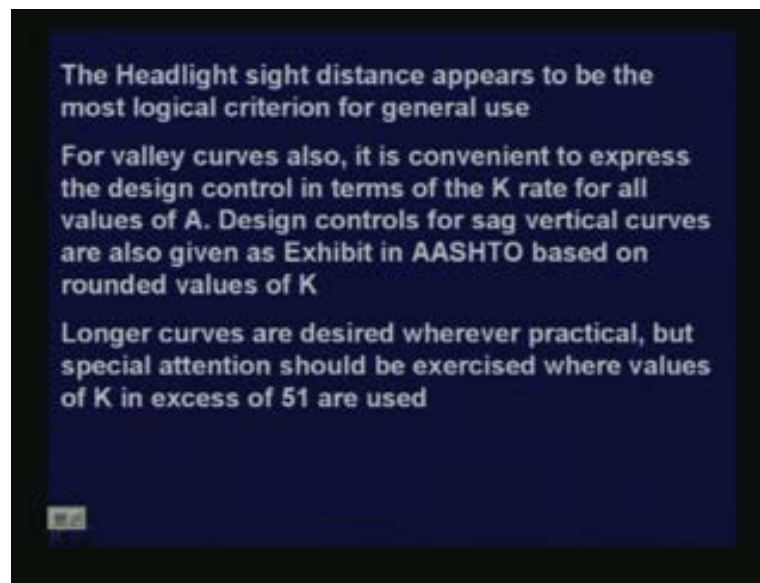 The Headlight sight distance appears to be the
most logical criterion for general use
For valley curves also, it is convenient to express
the design control in terms of the K rate for all
values of A. Design controls for sag vertical curves
are also given as Exhibit in AASHTO based on
rounded values of K
Longer curves are desired wherever practical, but
special attention should be exercised where values
of K in excess of 51 are used